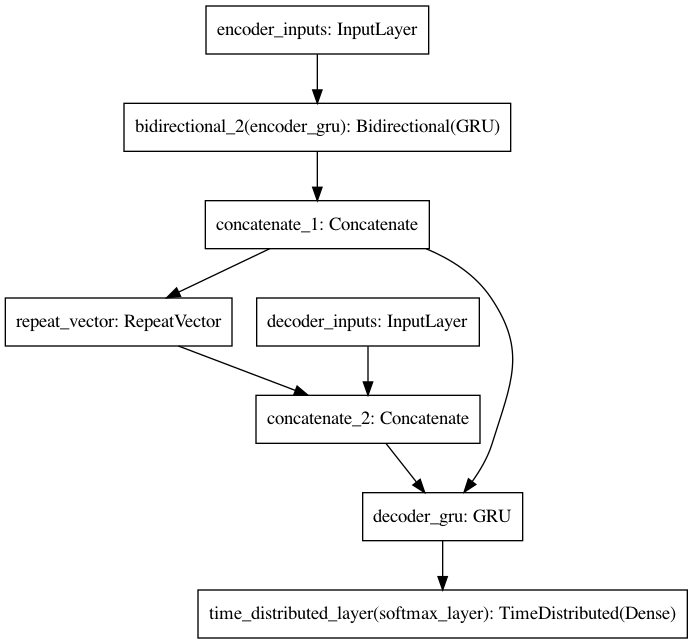 encoder_inputs: InputLayer
bidirectional_2(encoder_gru): Bidirectional(GRU)
concatenate_1: Concatenate
repeat_vector: RepeatVector
decoder_inputs: InputLayer
concatenate_2: Concatenate
decoder_gru: GRU
time_distributed_layer(softmax_layer): TimeDistributed(Dense)